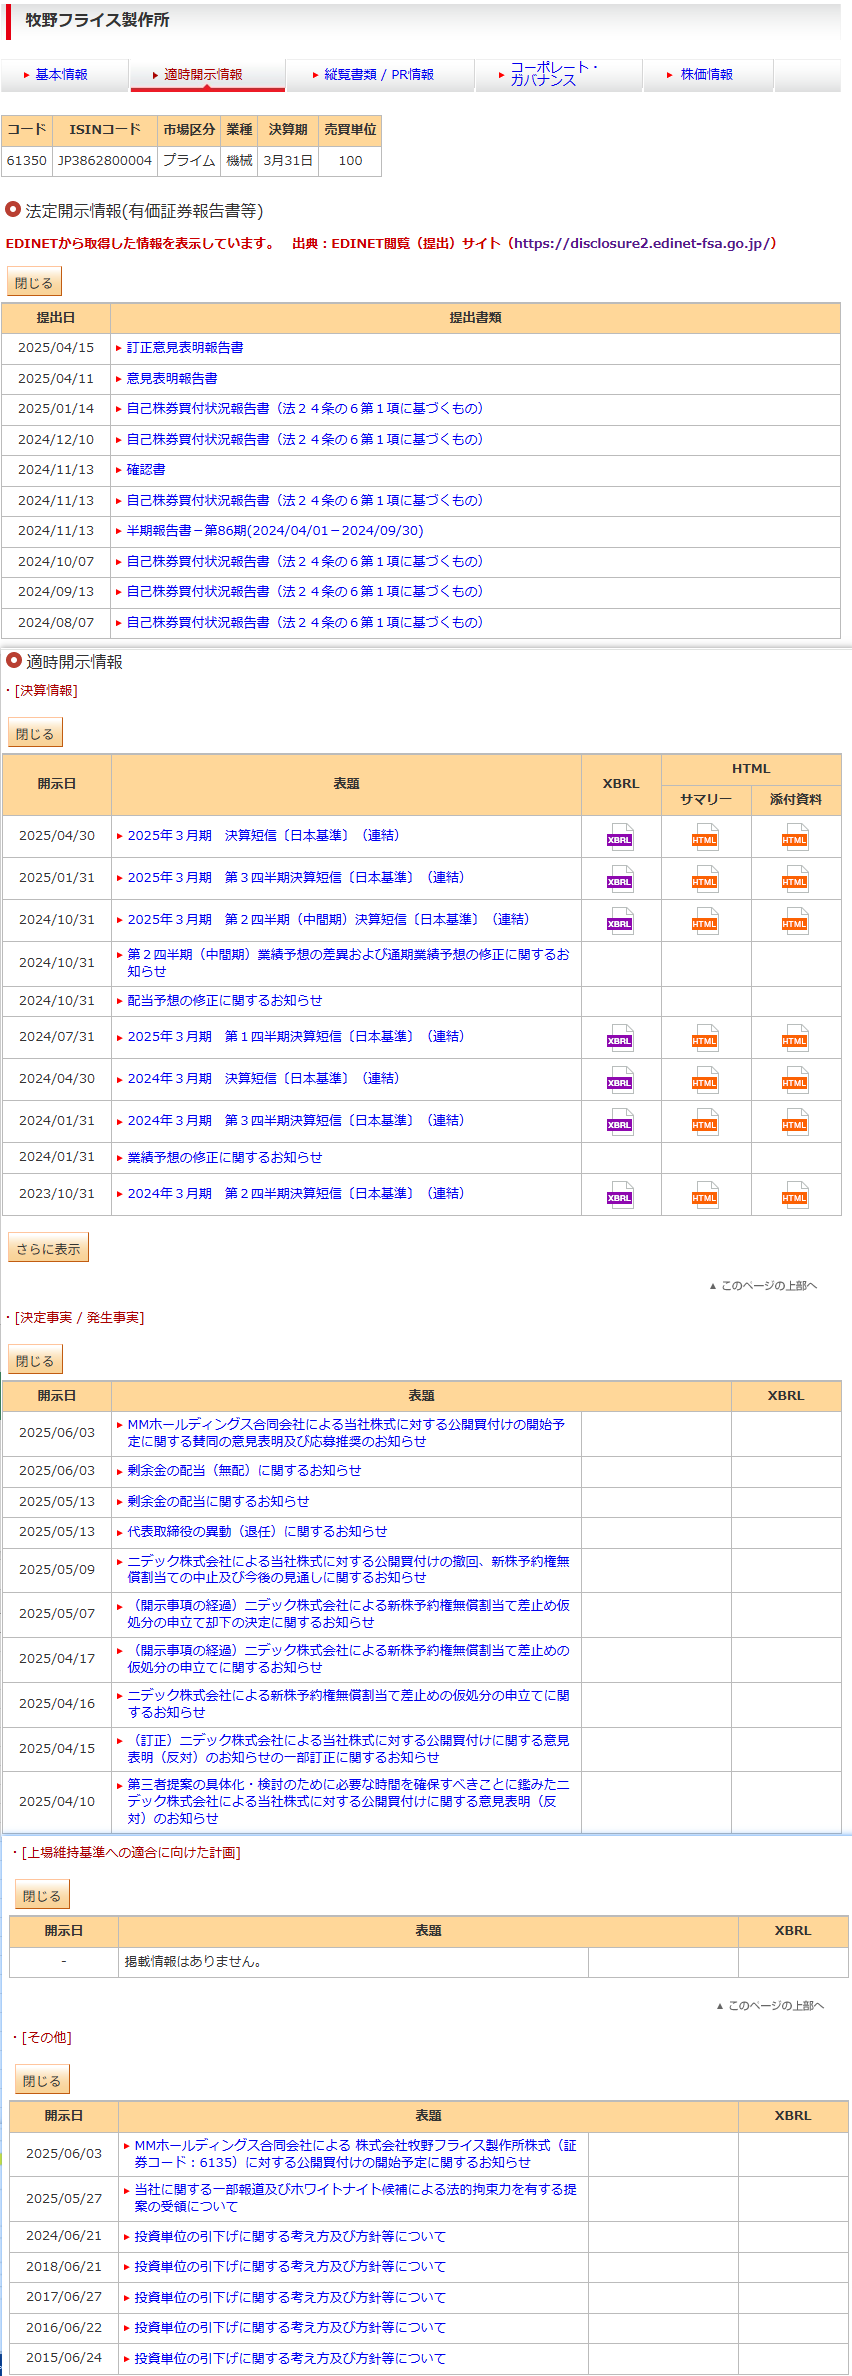 牧野フライス製作所
基本情報
適時開示情報
縦覧書類 / PR情報
コーポレート・
ガバナンス
株価情報
コード ISINコード 市場区分 業種 決算期 売買単位
61350 JP3862800004 プライム 機械 3月31日 100
法定開示情報(有価証券報告書等)
EDINETから取得した情報を表示しています。　出典：EDINET閲覧（提出）サイト（https://disclosure2.edinet-fsa.go.jp/）
閉じる
提出日 提出書類
2025/04/15 訂正意見表明報告書
2025/04/11 意見表明報告書
2025/01/14 自己株券買付状況報告書（法２４条の６第１項に基づくもの）
2024/12/10 自己株券買付状況報告書（法２４条の６第１項に基づくもの）
2024/11/13 確認書
2024/11/13 自己株券買付状況報告書（法２４条の６第１項に基づくもの）
2024/11/13 半期報告書－第86期(2024/04/01－2024/09/30)
2024/10/07 自己株券買付状況報告書（法２４条の６第１項に基づくもの）
2024/09/13 自己株券買付状況報告書（法２４条の６第１項に基づくもの）
2024/08/07 自己株券買付状況報告書（法２４条の６第１項に基づくもの）
適時開示情報
・[決算情報]
閉じる
開示日 表題 XBRL HTML
サマリー 添付資料
2025/04/30 2025年３月期　決算短信〔日本基準〕（連結） XBRL HTML HTML
2025/01/31 2025年３月期　第３四半期決算短信〔日本基準〕（連結） XBRL HTML HTML
2024/10/31 2025年３月期　第２四半期（中間期）決算短信〔日本基準〕（連結） XBRL HTML HTML
2024/10/31 第２四半期（中間期）業績予想の差異および通期業績予想の修正に関するお
知らせ
2024/10/31 配当予想の修正に関するお知らせ
2024/07/31 2025年３月期　第１四半期決算短信〔日本基準〕（連結） XBRL HTML HTML
2024/04/30 2024年３月期　決算短信〔日本基準〕（連結） XBRL HTML HTML
2024/01/31 2024年３月期　第３四半期決算短信〔日本基準〕（連結） XBRL HTML HTML
2024/01/31 業績予想の修正に関するお知らせ
2023/10/31 2024年３月期　第２四半期決算短信〔日本基準〕（連結） XBRL HTML HTML
さらに表示
▲ このページの上部へ
・[決定事実 / 発生事実]
閉じる
開示日 表題 XBRL
2025/06/03 MMホールディングス合同会社による当社株式に対する公開買付けの開始予
定に関する賛同の意見表明及び応募推奨のお知らせ
2025/06/03 剰余金の配当（無配）に関するお知らせ
2025/05/13 剰余金の配当に関するお知らせ
2025/05/13 代表取締役の異動（退任）に関するお知らせ
2025/05/09 ニデック株式会社による当社株式に対する公開買付けの撤回、新株予約権無
償割当ての中止及び今後の見通しに関するお知らせ
2025/05/07 （開示事項の経過）ニデック株式会社による新株予約権無償割当て差止め仮
処分の申立て却下の決定に関するお知らせ
2025/04/17 （開示事項の経過）ニデック株式会社による新株予約権無償割当て差止めの
仮処分の申立てに関するお知らせ
2025/04/16 ニデック株式会社による新株予約権無償割当て差止めの仮処分の申立てに関
するお知らせ
2025/04/15 （訂正）ニデック株式会社による当社株式に対する公開買付けに関する意見
表明（反対）のお知らせの一部訂正に関するお知らせ
2025/04/10 第三者提案の具体化・検討のために必要な時間を確保すべきことに鑑みたニ
デック株式会社による当社株式に対する公開買付けに関する意見表明（反
対）のお知らせ
・[上場維持基準への適合に向けた計画]
閉じる
開示日 表題 XBRL
- 掲載情報はありません。
▲ このページの上部へ
・[その他]
閉じる
開示日 表題 XBRL
2025/06/03 MMホールディングス合同会社による 株式会社牧野フライス製作所株式（証
券コード：6135）に対する公開買付けの開始予定に関するお知らせ
2025/05/27 当社に関する一部報道及びホワイトナイト候補による法的拘束力を有する提
案の受領について
2024/06/21 投資単位の引下げに関する考え方及び方針等について
2018/06/21 投資単位の引下げに関する考え方及び方針等について
2017/06/27 投資単位の引下げに関する考え方及び方針等について
2016/06/22 投資単位の引下げに関する考え方及び方針等について
2015/06/24 投資単位の引下げに関する考え方及び方針等について